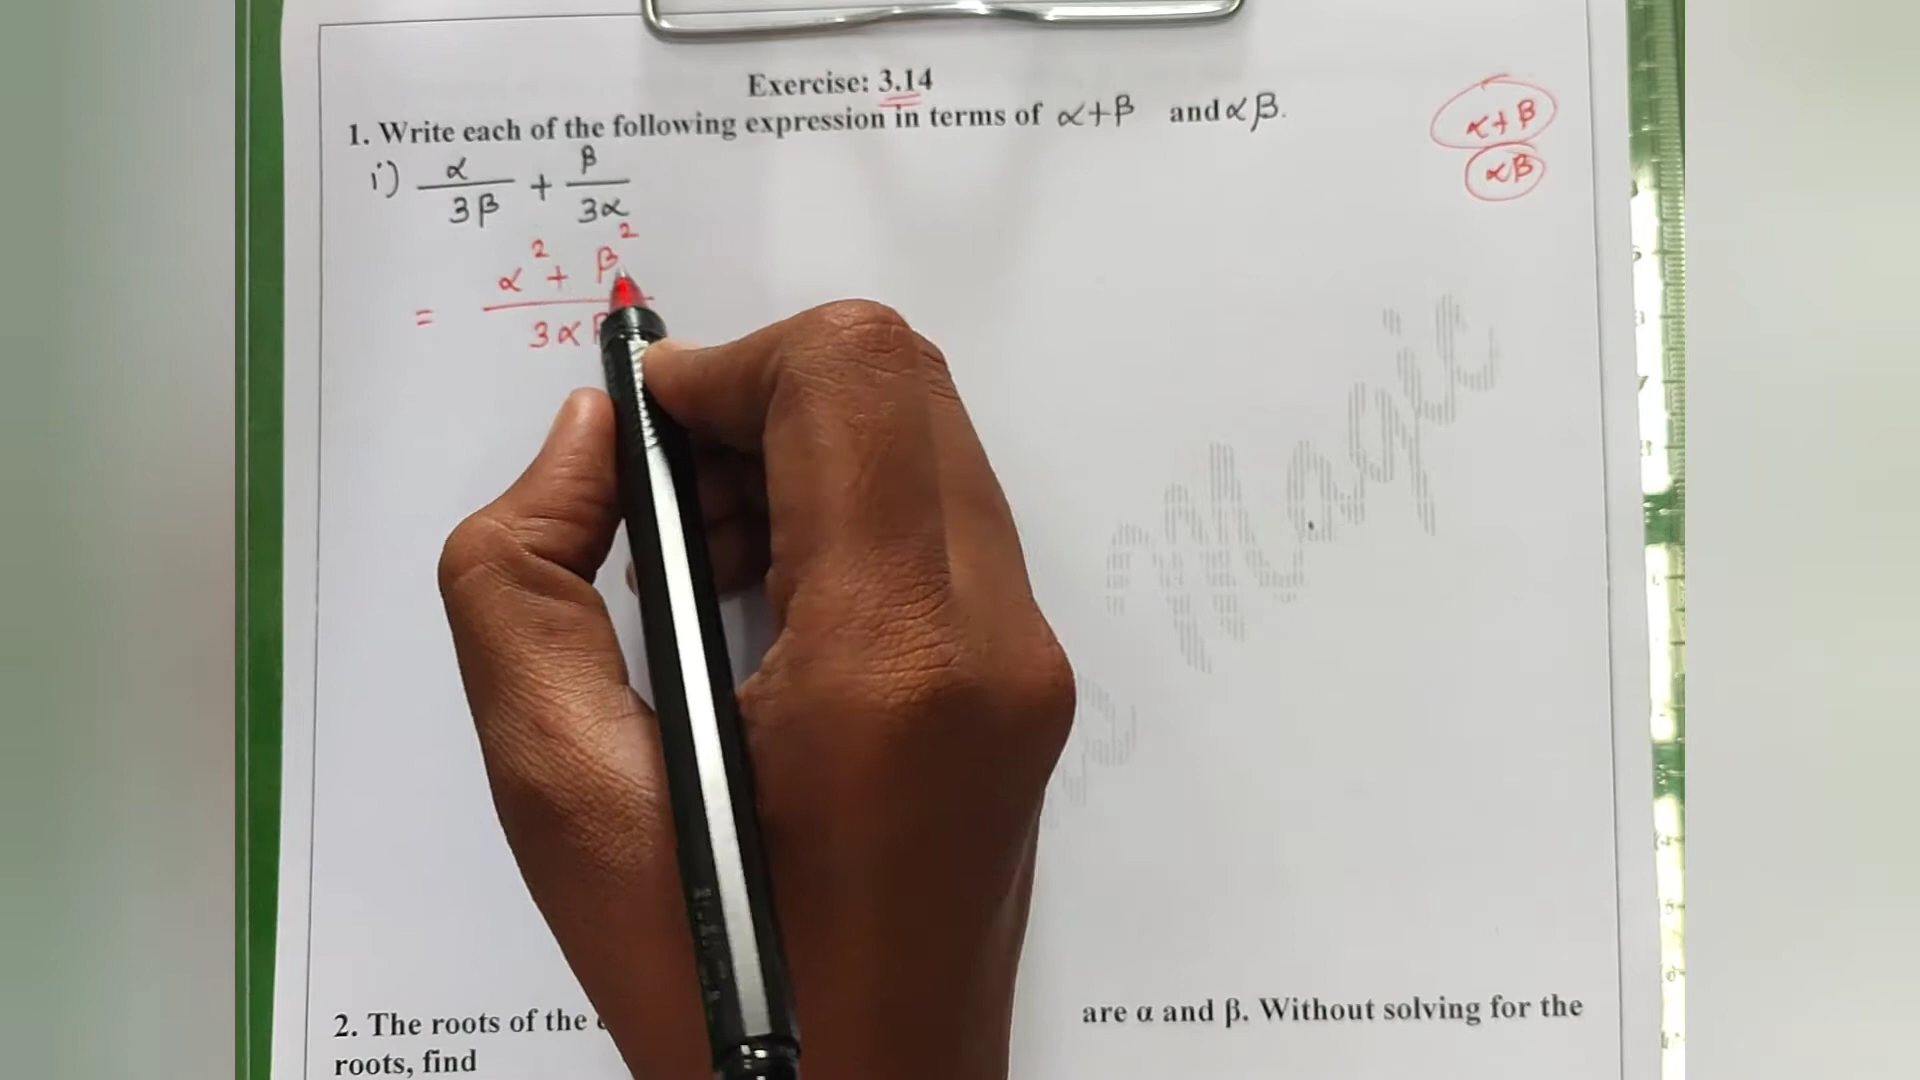 Exercise: 3.14
1. Write each of the following expression in terms of α+β and αβ.
α+β
αβ
i) α/3β + β/3α
= α² + β² / 3α
Magic
2. The roots of the are α and β. Without solving for the
roots, find